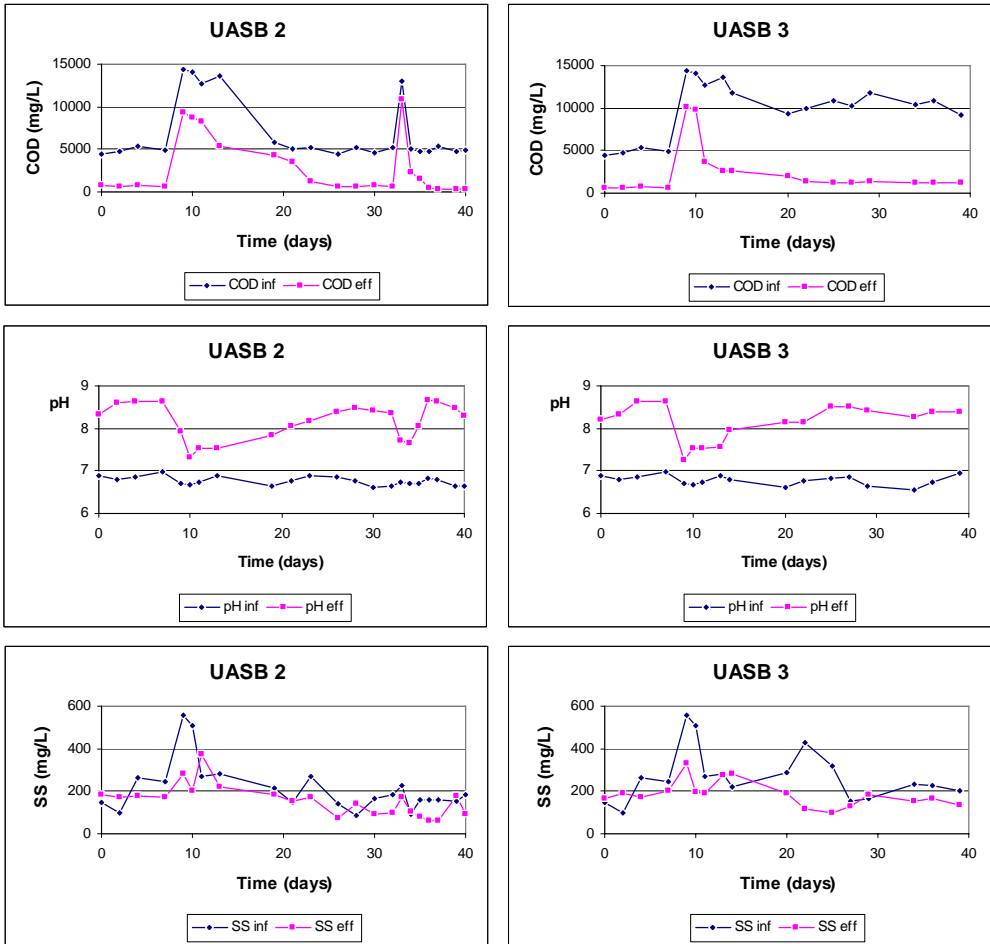 UASB 2
15000
10000
5000
0
COD (mg/L)
0 10 20 30 40
Time (days)
COD inf COD eff
UASB 3
15000
10000
5000
0
COD (mg/L)
0 10 20 30 40
Time (days)
COD inf COD eff
UASB 2
9
pH
8
7
6
0 10 20 30 40
Time (days)
pH inf pH eff
UASB 3
9
pH
8
7
6
0 10 20 30 40
Time (days)
pH inf pH eff
UASB 2
600
400
200
0
SS (mg/L)
0 10 20 30 40
Time (days)
SS inf SS eff
UASB 3
600
400
200
0
SS (mg/L)
0 10 20 30 40
Time (days)
SS inf SS eff